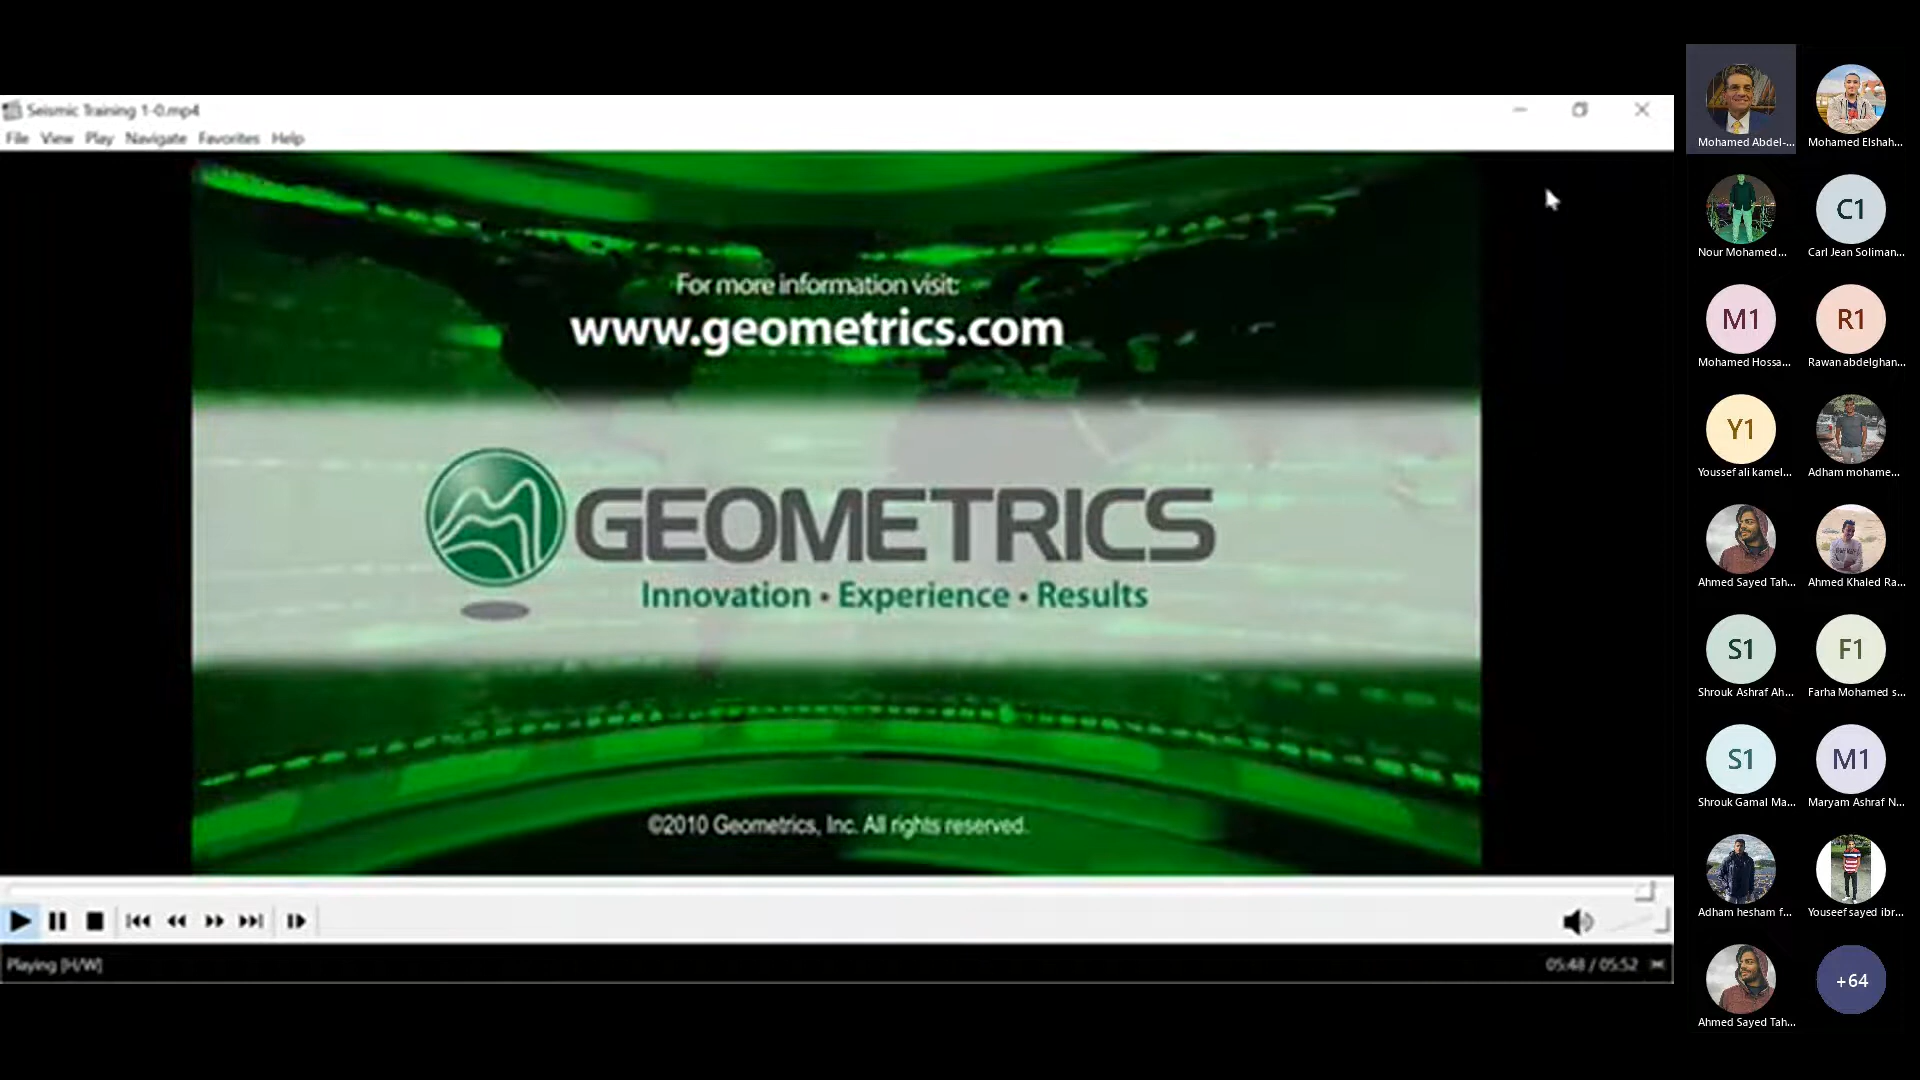 Seismic Training 1-0.mp4
File View Play Navigate Favorites Help
For more information visit:
www.geometrics.com
GEOMETRICS
Innovation • Experience • Results
©2010 Geometrics, Inc. All rights reserved.
Playing [H/W]
05:48 / 05:52
Mohamed Abdel-...
Mohamed Elshah...
Nour Mohamed...
C1
Carl Jean Soliman...
M1
Mohamed Hossa...
R1
Rawan abdelghan...
Y1
Youssef ali kamel...
Adham mohame...
Ahmed Sayed Tah...
Ahmed Khaled Ra...
S1
Shrouk Ashraf Ah...
F1
Farha Mohamed s...
S1
Shrouk Gamal Ma...
M1
Maryam Ashraf N...
Adham hesham f...
Youseef sayed ibr...
Ahmed Sayed Tah...
+64